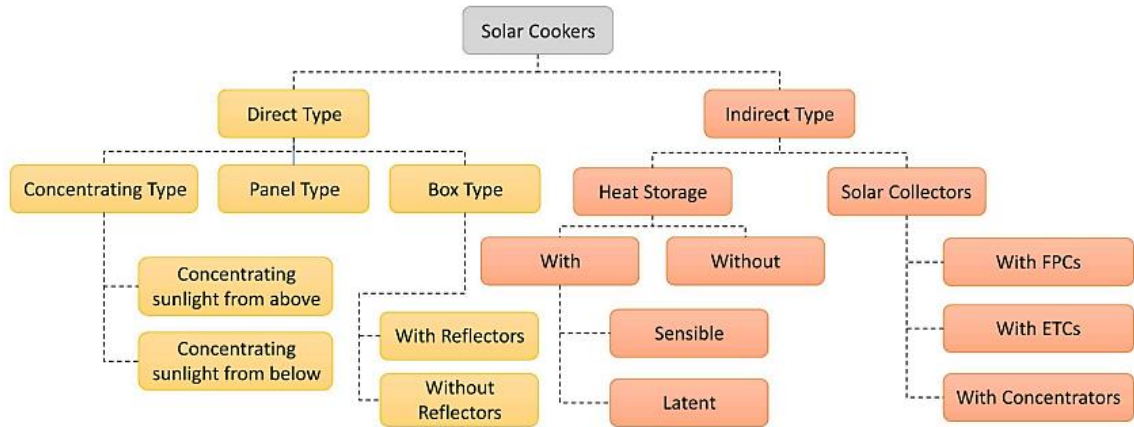 Solar Cookers
Direct Type
Indirect Type
Concentrating Type
Panel Type
Box Type
Heat Storage
Solar Collectors
With
Without
With FPCs
Concentrating
sunlight from above
With Reflectors
Sensible
With ETCs
Concentrating
sunlight from below
Without
Reflectors
Latent
With Concentrators